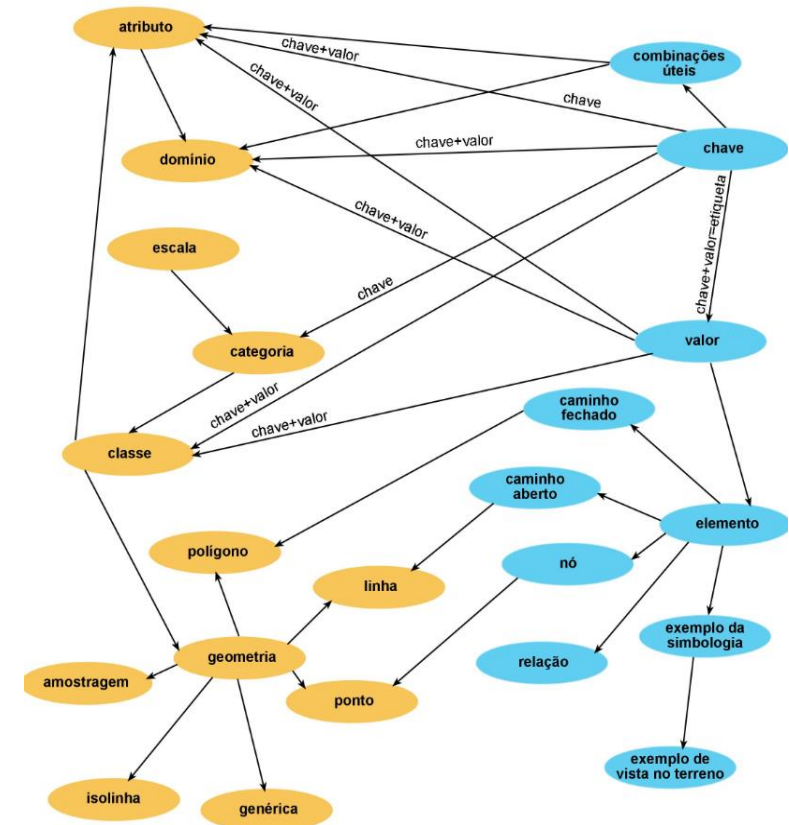 atributo
chave+valor
chave+valor
combinações
úteis
chave
domínio
chave+valor
chave
chave+valor
chave+valor=etiqueta
escala
chave
categoria
valor
chave+valor
chave+valor
caminho
fechado
classe
caminho
aberto
elemento
polígono
linha
nó
exemplo da
simbologia
geometria
relação
amostragem
ponto
exemplo de
vista no terreno
isolinha
genérica